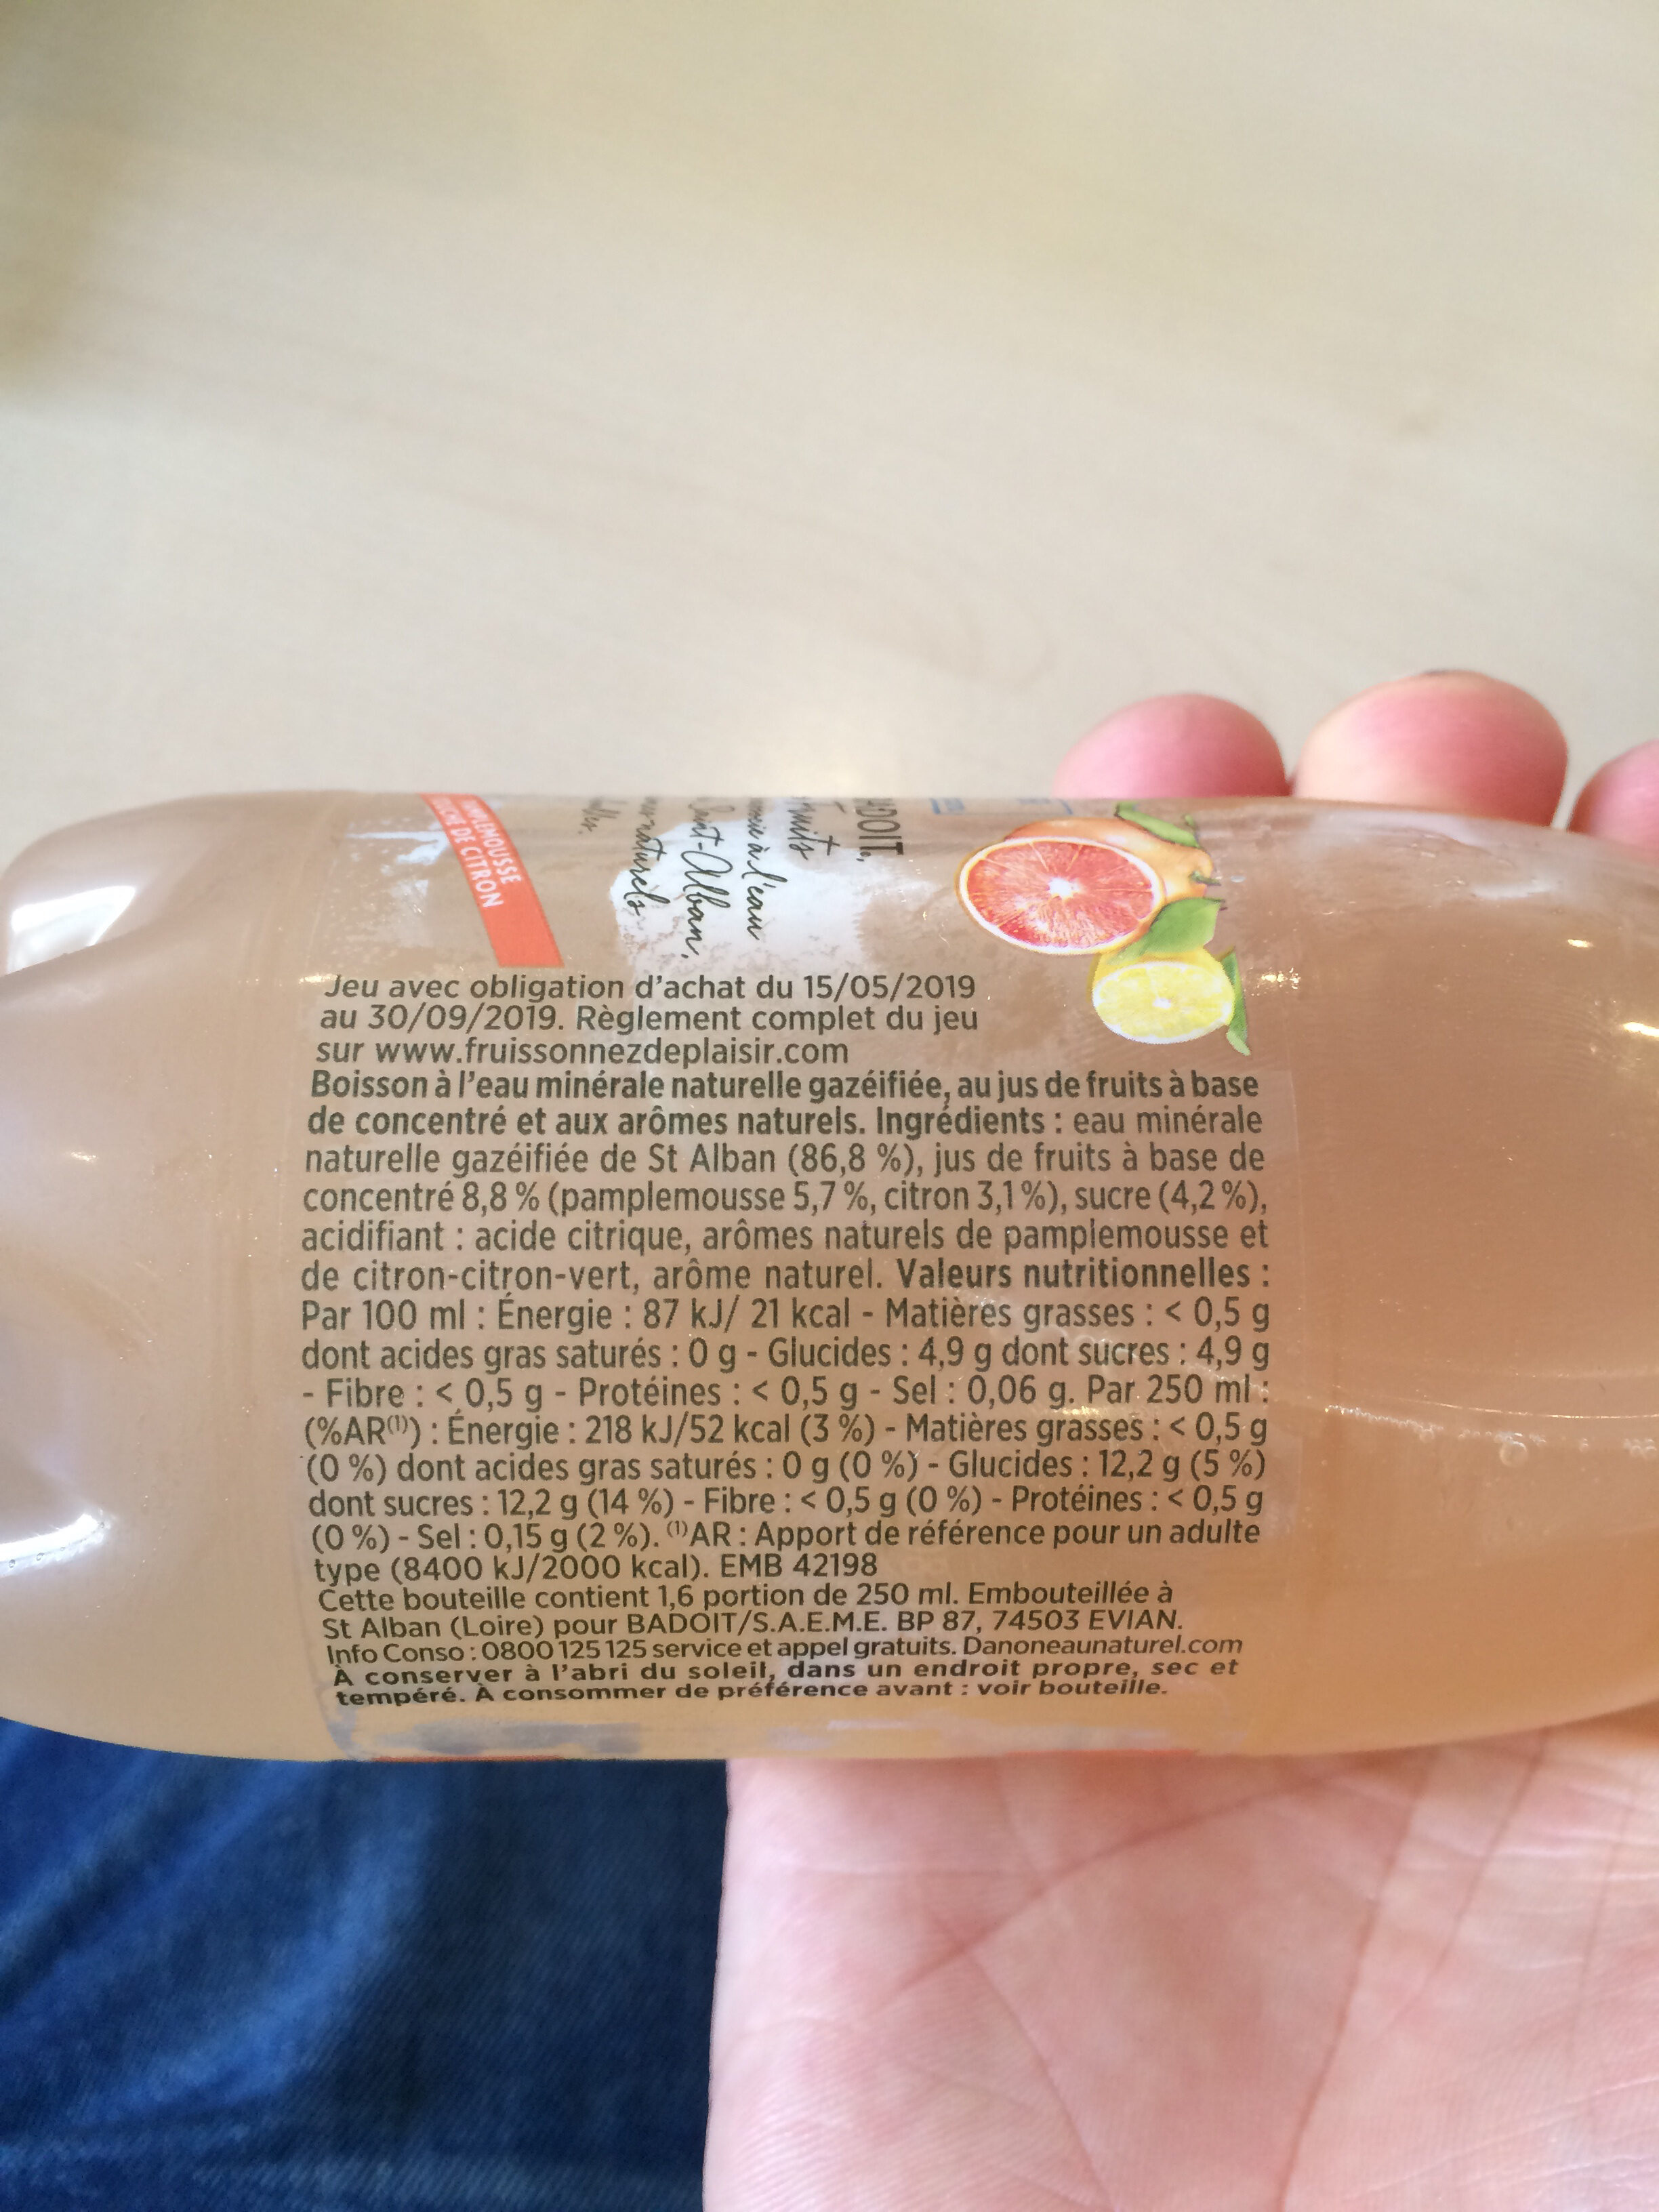 DE CITRON
fruits
à l'eau
Alban,
naturels
Jeu avec obligation d'achat du 15/05/2019
au 30/09/2019. Règlement complet du jeu
sur www.fruissonnezdeplaisir.com
Boisson à l'eau minérale naturelle gazéifiée, au jus de fruits à base
de concentré et aux arômes naturels. Ingrédients : eau minérale
naturelle gazéifiée de St Alban (86,8 %), jus de fruits à base de
concentré 8,8 % (pamplemousse 5,7 %, citron 3,1 %), sucre (4,2 %),
acidifiant : acide citrique, arômes naturels de pamplemousse et
de citron-citron-vert, arôme naturel. Valeurs nutritionnelles :
Par 100 ml : Énergie : 87 kJ/ 21 kcal - Matières grasses : < 0,5 g
dont acides gras saturés : 0 g - Glucides : 4,9 g dont sucres : 4,9 g
- Fibre : < 0,5 g - Protéines : < 0,5 g - Sel : 0,06 g. Par 250 ml :
(%AR⁽¹⁾) : Énergie : 218 kJ/52 kcal (3 %) - Matières grasses : < 0,5 g
(0 %) dont acides gras saturés : 0 g (0 %) - Glucides : 12,2 g (5 %)
dont sucres : 12,2 g (14 %) - Fibre : < 0,5 g (0 %) - Protéines : < 0,5 g
(0 %) - Sel : 0,15 g (2 %). ⁽¹⁾AR : Apport de référence pour un adulte
type (8400 kJ/2000 kcal). EMB 42198
Cette bouteille contient 1,6 portion de 250 ml. Embouteillée à
St Alban (Loire) pour BADOIT/S.A.E.M.E. BP 87, 74503 EVIAN.
Info Conso : 0800 125 125 service et appel gratuits. Danoneaunaturel.com
À conserver à l'abri du soleil, dans un endroit propre, sec et
tempéré. À consommer de préférence avant : voir bouteille.